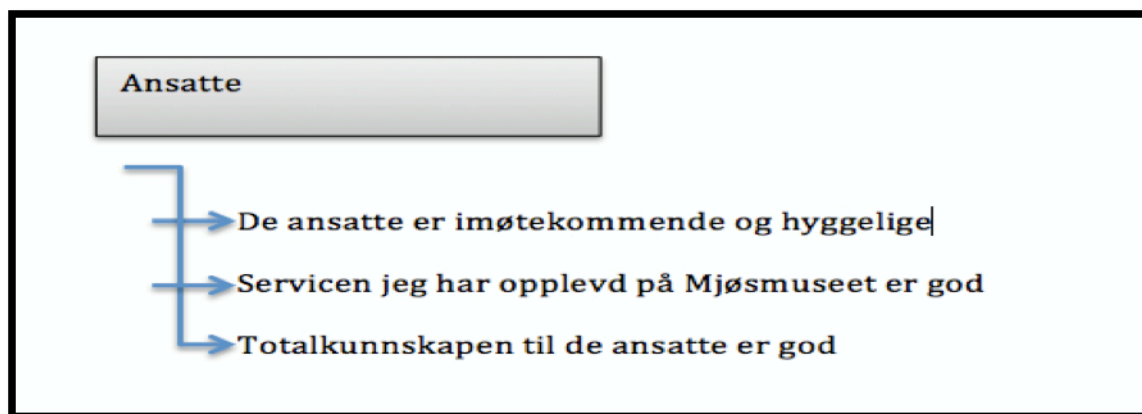 Ansatte
De ansatte er imøtekommende og hyggelige
Servicen jeg har opplevd på Mjøsmuseet er god
Totalkunnskapen til de ansatte er god